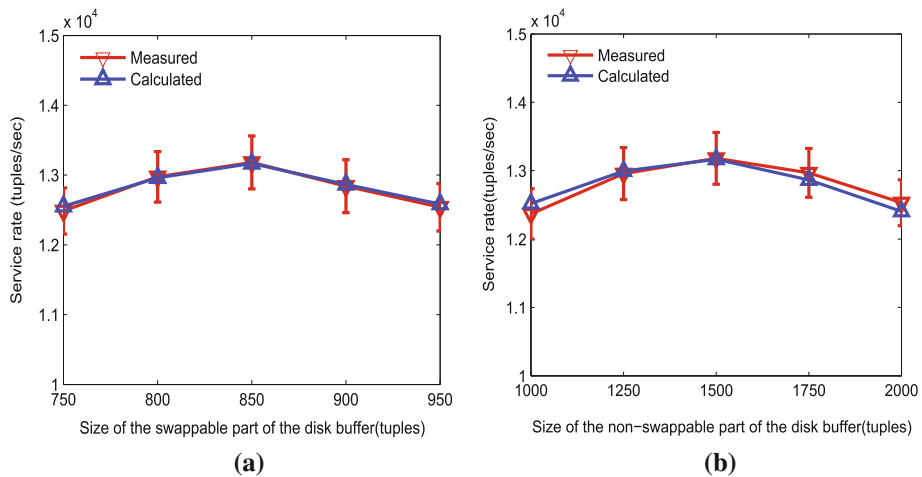 x 10^4
1.5
1.4
1.3
1.2
1.1
1
Service rate (tuples/sec)
Measured
Calculated
750 800 850 900 950
Size of the swappable part of the disk buffer(tuples)
(a)
x 10^4
1.5
1.4
1.3
1.2
1.1
1.0
Service rate(tuples/sec)
Measured
Calculated
1000 1250 1500 1750 2000
Size of the non-swappable part of the disk buffer(tuples)
(b)